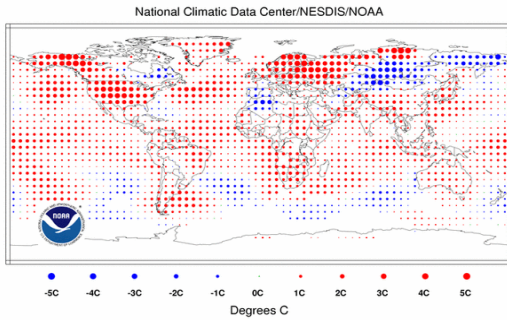 National Climatic Data Center/NESDIS/NOAA
NOAA
-5C -4C -3C -2C -1C 0C 1C 2C 3C 4C 5C
Degrees C